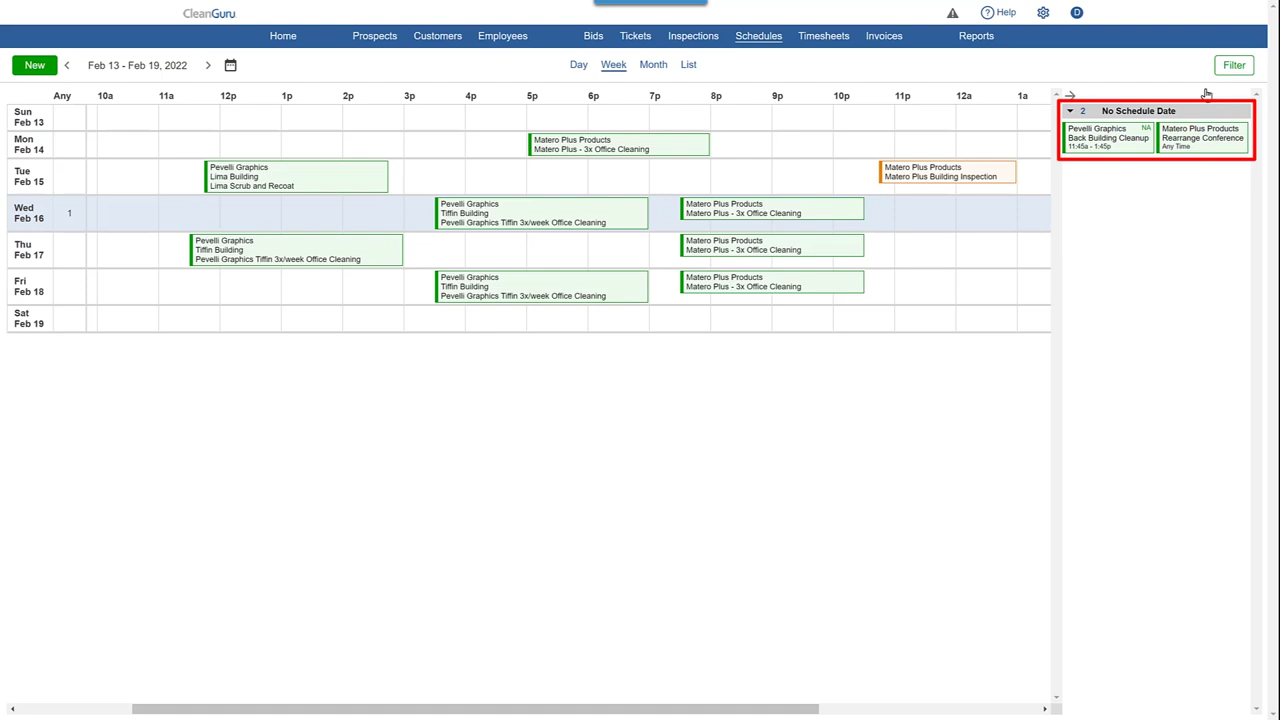 CleanGuru
Help
D
Home Prospects Customers Employees Bids Tickets Inspections Schedules Timesheets Invoices Reports
New
Feb 13 - Feb 19, 2022
Day Week Month List
Filter
Any 10a 11a 12p 1p 2p 3p 4p 5p 6p 7p 8p 9p 10p 11p 12a 1a
Sun
Feb 13
Mon
Feb 14
Matero Plus Products
Matero Plus - 3x Office Cleaning
Tue
Feb 15
Pevelli Graphics
Lima Building
Lima Scrub and Recoat
Matero Plus Products
Matero Plus Building Inspection
Wed
Feb 16
1
Pevelli Graphics
Tiffin Building
Pevelli Graphics Tiffin 3x/week Office Cleaning
Matero Plus Products
Matero Plus - 3x Office Cleaning
Thu
Feb 17
Pevelli Graphics
Tiffin Building
Pevelli Graphics Tiffin 3x/week Office Cleaning
Matero Plus Products
Matero Plus - 3x Office Cleaning
Fri
Feb 18
Pevelli Graphics
Tiffin Building
Pevelli Graphics Tiffin 3x/week Office Cleaning
Matero Plus Products
Matero Plus - 3x Office Cleaning
Sat
Feb 19
2 No Schedule Date
Pevelli Graphics NA
Back Building Cleanup
11:45a - 1:45p
Matero Plus Products
Rearrange Conference
Any Time